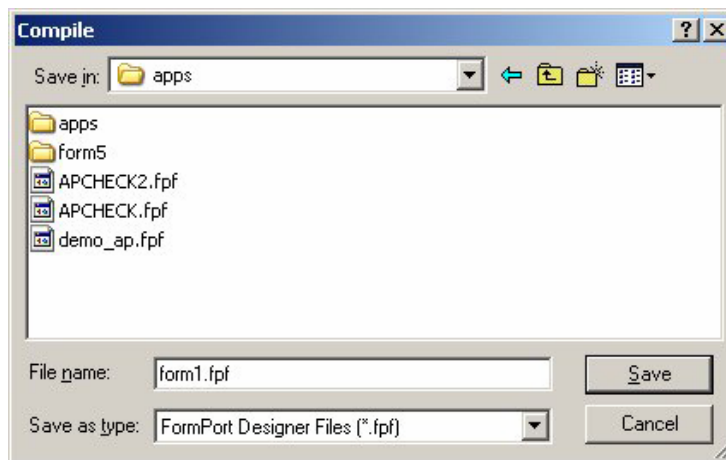 Compile
Save in: apps
apps
form5
APCHECK2.fpf
APCHECK.fpf
demo_ap.fpf
File name: form1.fpf Save
Save as type: FormPort Designer Files (*.fpf) Cancel